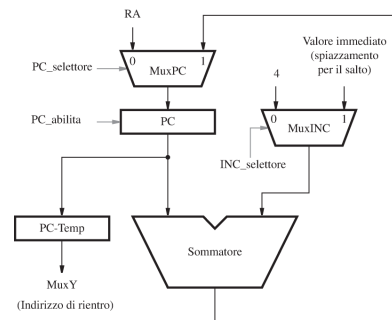 RA
Valore immediato
(spiazzamento
per il salto)
PC_selettore
0
1
MuxPC
4
PC_abilita
PC
0
1
MuxINC
INC_selettore
PC-Temp
Sommatore
MuxY
(Indirizzo di rientro)